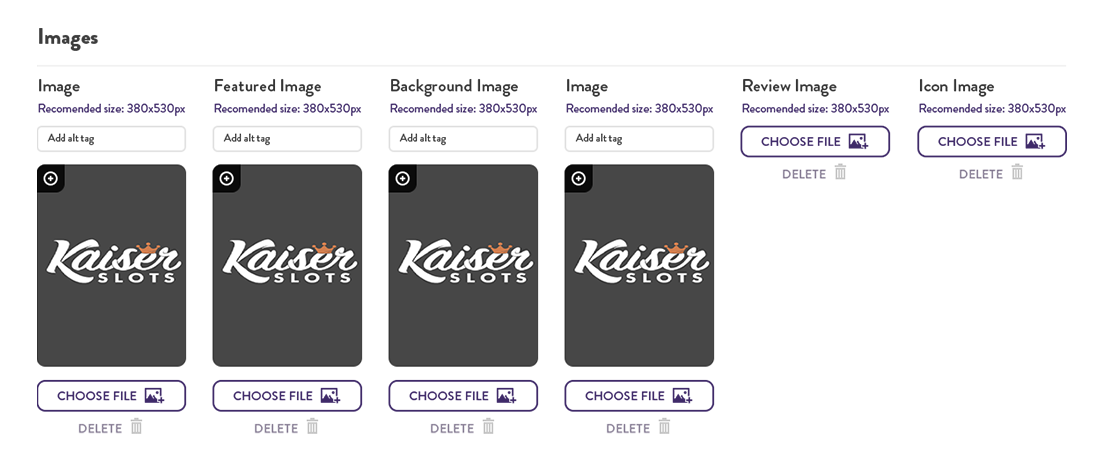 Images
Image
Recomended size: 380x530px
Add alt tag
Kaiser
SLOTS
CHOOSE FILE
DELETE
Featured Image
Recomended size: 380x530px
Add alt tag
Kaiser
SLOTS
CHOOSE FILE
DELETE
Background Image
Recomended size: 380x530px
Add alt tag
Kaiser
SLOTS
CHOOSE FILE
DELETE
Image
Recomended size: 380x530px
Add alt tag
Kaiser
SLOTS
CHOOSE FILE
DELETE
Review Image
Recomended size: 380x530px
CHOOSE FILE
DELETE
Icon Image
Recomended size: 380x530px
CHOOSE FILE
DELETE